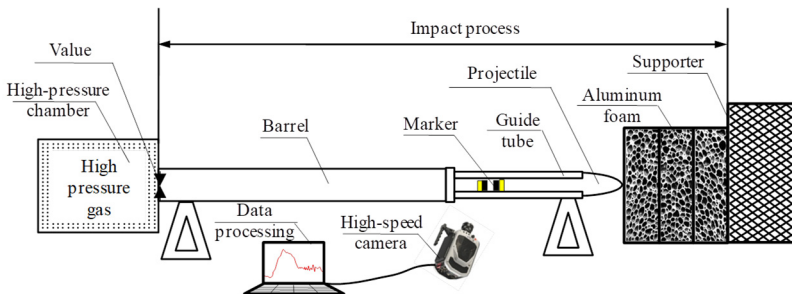 Impact process
Value
High-pressure
chamber
Supporter
Projectile
Aluminum
foam
Guide
tube
Marker
Barrel
High
pressure
gas
Data
processing
High-speed
camera